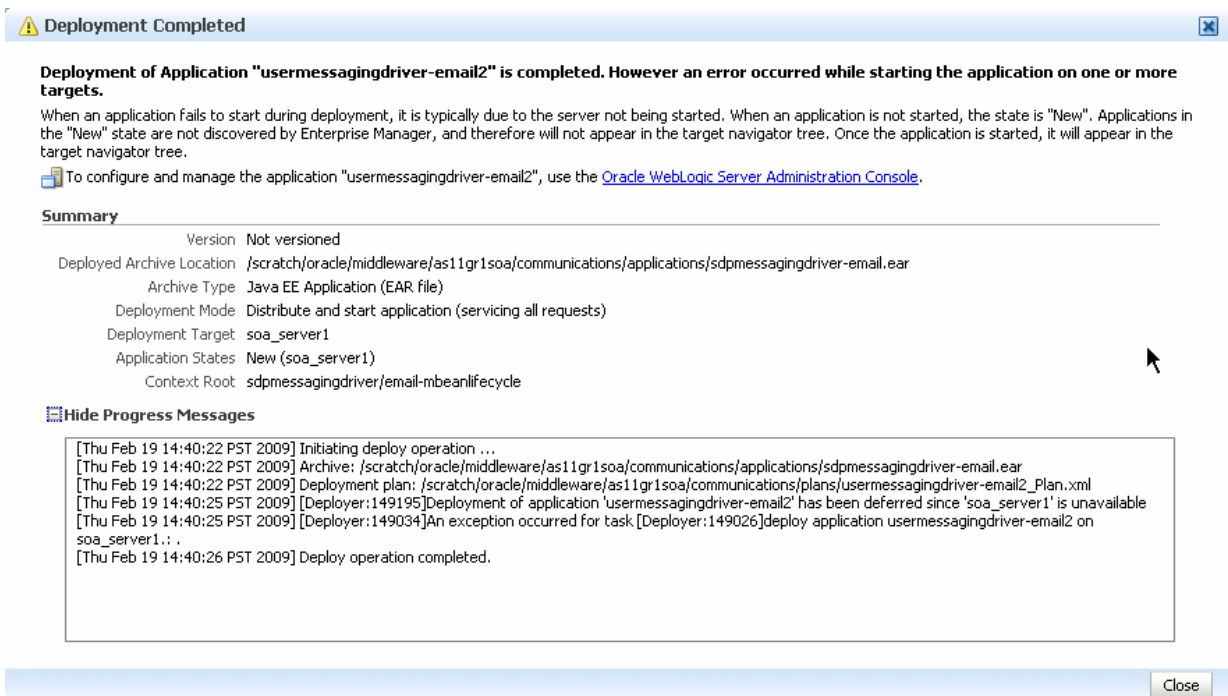 Deployment Completed
Deployment of Application "usermessagingdriver-email2" is completed. However an error occurred while starting the application on one or more
targets.
When an application fails to start during deployment, it is typically due to the server not being started. When an application is not started, the state is "New". Applications in
the "New" state are not discovered by Enterprise Manager, and therefore will not appear in the target navigator tree. Once the application is started, it will appear in the
target navigator tree.
To configure and manage the application "usermessagingdriver-email2", use the Oracle WebLogic Server Administration Console.
Summary
Version Not versioned
Deployed Archive Location /scratch/oracle/middleware/as11gr1soa/communications/applications/sdpmessagingdriver-email.ear
Archive Type Java EE Application (EAR file)
Deployment Mode Distribute and start application (servicing all requests)
Deployment Target soa_server1
Application States New (soa_server1)
Context Root sdpmessagingdriver/email-mbeanlifecycle
Hide Progress Messages
[Thu Feb 19 14:40:22 PST 2009] Initiating deploy operation ...
[Thu Feb 19 14:40:22 PST 2009] Archive: /scratch/oracle/middleware/as11gr1soa/communications/applications/sdpmessagingdriver-email.ear
[Thu Feb 19 14:40:22 PST 2009] Deployment plan: /scratch/oracle/middleware/as11gr1soa/communications/plans/usermessagingdriver-email2_Plan.xml
[Thu Feb 19 14:40:25 PST 2009] [Deployer:149195]Deployment of application 'usermessagingdriver-email2' has been deferred since 'soa_server1' is unavailable
[Thu Feb 19 14:40:25 PST 2009] [Deployer:149034]An exception occurred for task [Deployer:149026]deploy application usermessagingdriver-email2 on
soa_server1.: .
[Thu Feb 19 14:40:26 PST 2009] Deploy operation completed.
Close